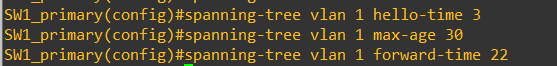 SW1_primary(config)#spanning-tree vlan 1 hello-time 3
SW1_primary(config)#spanning-tree vlan 1 max-age 30
SW1_primary(config)#spanning-tree vlan 1 forward-time 22